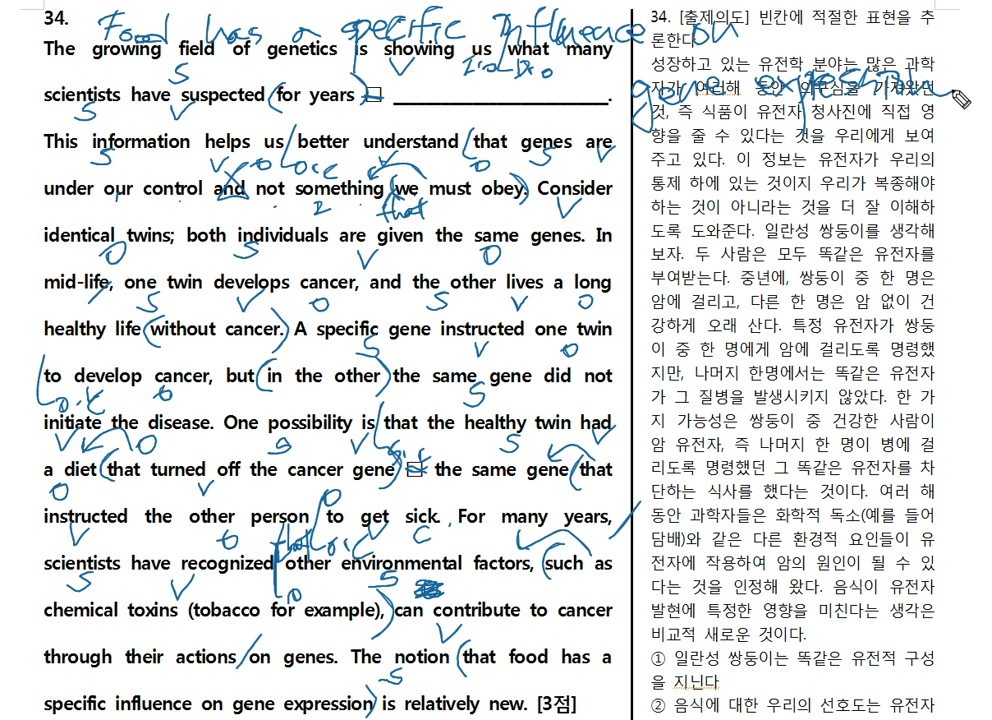 34.
Food has a specific influence on
gene expression
The growing field of genetics is showing us what many
scientists have suspected for years ― ____________________.
This information helps us better understand that genes are
under our control and not something we must obey. Consider
that
identical twins; both individuals are given the same genes. In
mid-life, one twin develops cancer, and the other lives a long
healthy life without cancer. A specific gene instructed one twin
to develop cancer, but in the other the same gene did not
initiate the disease. One possibility is that the healthy twin had
a diet that turned off the cancer gene ― the same gene that
instructed the other person to get sick. For many years,
that
scientists have recognized other environmental factors, such as
chemical toxins (tobacco for example), can contribute to cancer
through their actions on genes. The notion that food has a
specific influence on gene expression is relatively new. [3점]
34. [출제의도] 빈칸에 적절한 표현을 추
론한다
성장하고 있는 유전학 분야는 많은 과학
자가 여러해 동안 의구심을 가져왔던
것, 즉 식품이 유전자 청사진에 직접 영
향을 줄 수 있다는 것을 우리에게 보여
주고 있다. 이 정보는 유전자가 우리의
통제 하에 있는 것이지 우리가 복종해야
하는 것이 아니라는 것을 더 잘 이해하
도록 도와준다. 일란성 쌍둥이를 생각해
보자. 두 사람은 모두 똑같은 유전자를
부여받는다. 중년에, 쌍둥이 중 한 명은
암에 걸리고, 다른 한 명은 암 없이 건
강하게 오래 산다. 특정 유전자가 쌍둥
이 중 한 명에게 암에 걸리도록 명령했
지만, 나머지 한명에서는 똑같은 유전자
가 그 질병을 발생시키지 않았다. 한 가
지 가능성은 쌍둥이 중 건강한 사람이
암 유전자, 즉 나머지 한 명이 병에 걸
리도록 명령했던 그 똑같은 유전자를 차
단하는 식사를 했다는 것이다. 여러 해
동안 과학자들은 화학적 독소(예를 들어
담배)와 같은 다른 환경적 요인들이 유
전자에 작용하여 암의 원인이 될 수 있
다는 것을 인정해 왔다. 음식이 유전자
발현에 특정한 영향을 미친다는 생각은
비교적 새로운 것이다.
① 일란성 쌍둥이는 똑같은 유전적 구성
을 지닌다
② 음식에 대한 우리의 선호도는 유전자